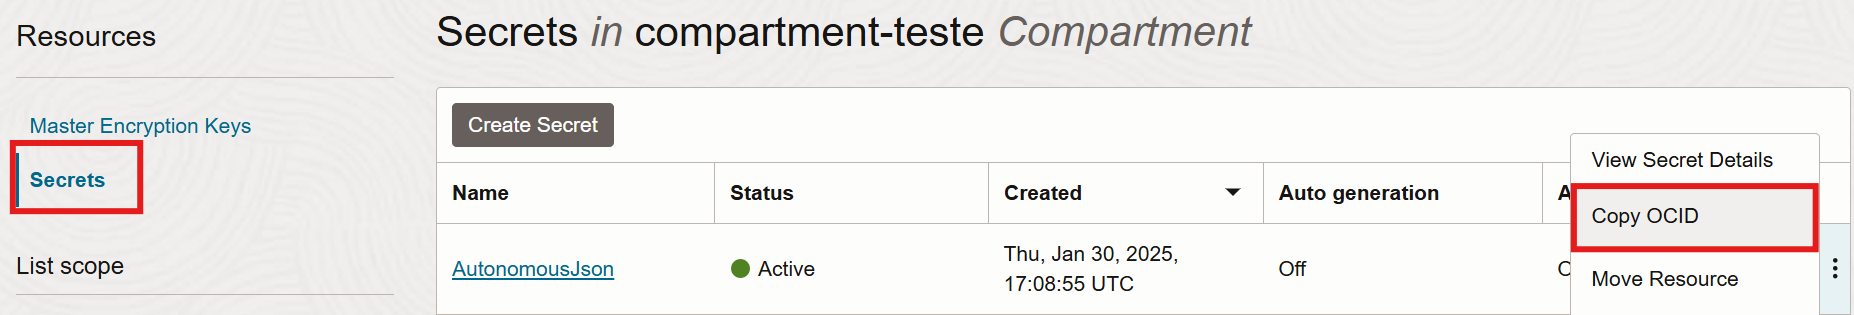 Resources
Master Encryption Keys
Secrets
List scope
Secrets in compartment-teste Compartment
Create Secret
Name Status Created Auto generation
AutonomousJson Active Thu, Jan 30, 2025, Off
17:08:55 UTC
View Secret Details
Copy OCID
Move Resource